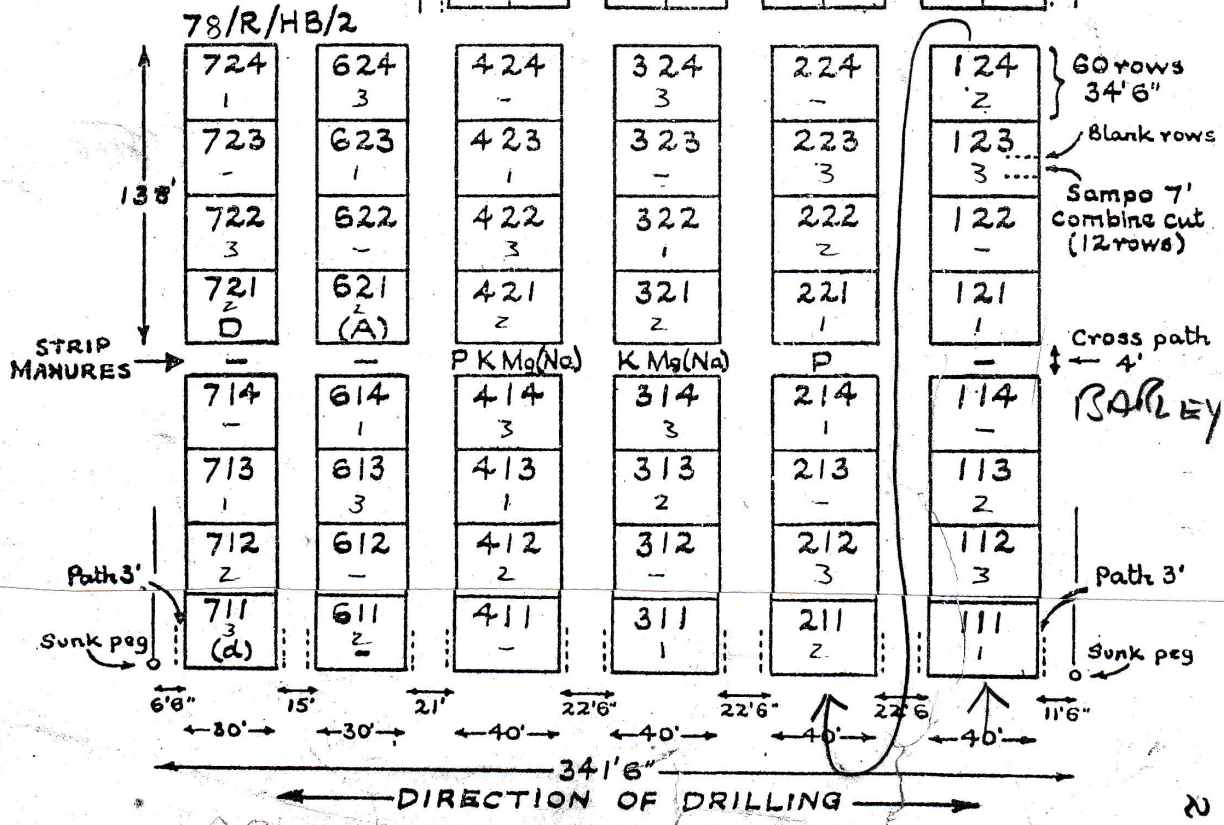 78/R/HB/2
724 624 424 324 224 124
1 3 - 3 - 2
60 rows
34'6"
723 623 423 323 223 123
- 1 1 - 3 3
Blank rows
138'
Sampo 7'
combine cut
(12 rows)
722 622 422 322 222 122
3 - 3 1 2 -
721 621 421 321 221 121
2 2 2 2 1 1
D (A)
STRIP
MANURES
- - P K Mg(Na) K Mg(Na) P -
Cross path
4'
BARLEY
714 614 414 314 214 114
- 1 3 3 1 -
713 613 413 313 213 113
1 3 1 2 - 2
712 612 412 312 212 112
2 - 2 - 3 3
Path 3'
Path 3'
711 611 411 311 211 111
3 2 - 1 2 1
(d) -
Sunk peg
Sunk peg
6'6" 15' 21' 22'6" 22'6" 22'6 11'6"
30' 30' 40' 40' 40' 40'
341'6"
DIRECTION OF DRILLING
2